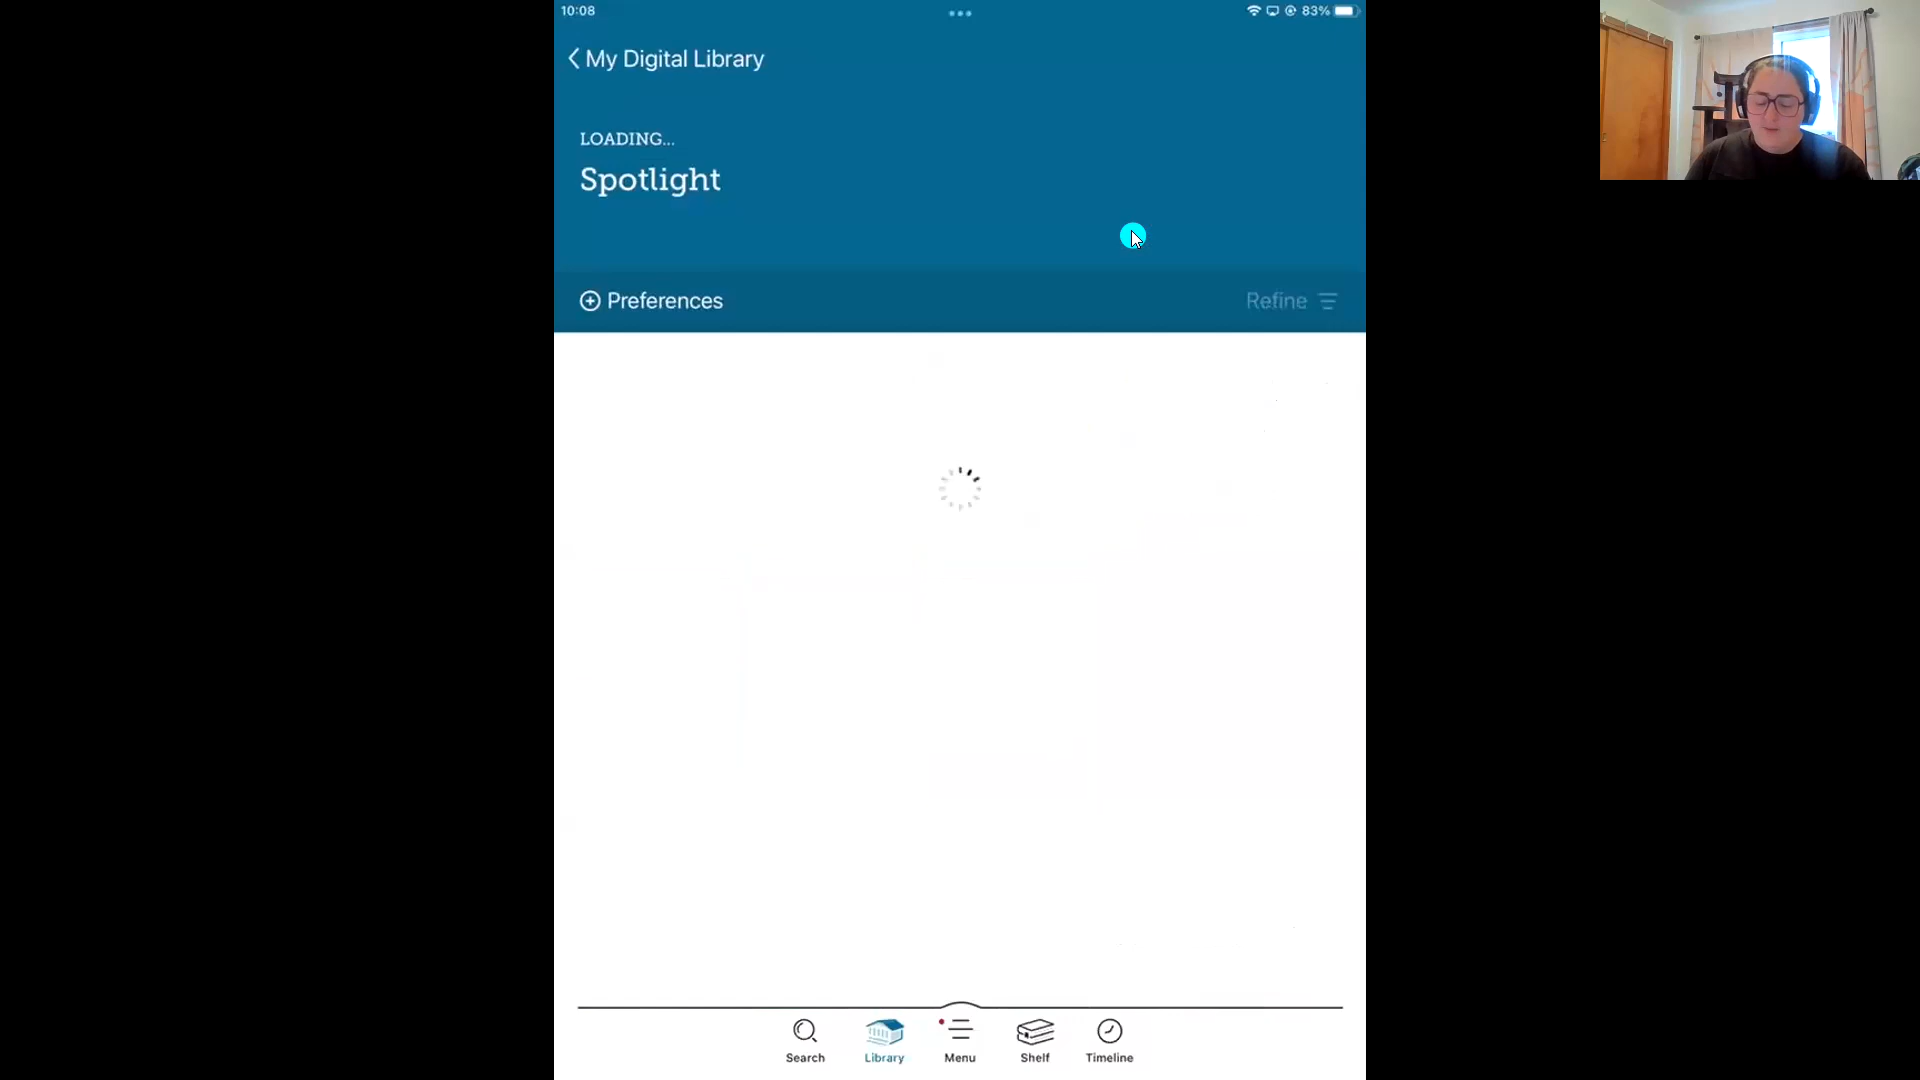 10:08
83%
My Digital Library
LOADING...
Spotlight
Preferences
Refine
Search
Library
Menu
Shelf
Timeline